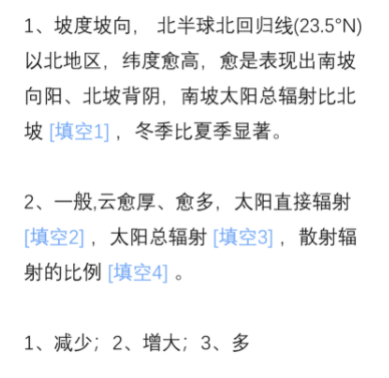 1、坡度坡向， 北半球北回归线(23.5°N)
以北地区，纬度愈高，愈是表现出南坡
向阳、北坡背阴，南坡太阳总辐射比北
坡 [填空1] ，冬季比夏季显著。
2、一般,云愈厚、愈多，太阳直接辐射
[填空2] ，太阳总辐射 [填空3] ，散射辐
射的比例 [填空4] 。
1、减少；2、增大；3、多